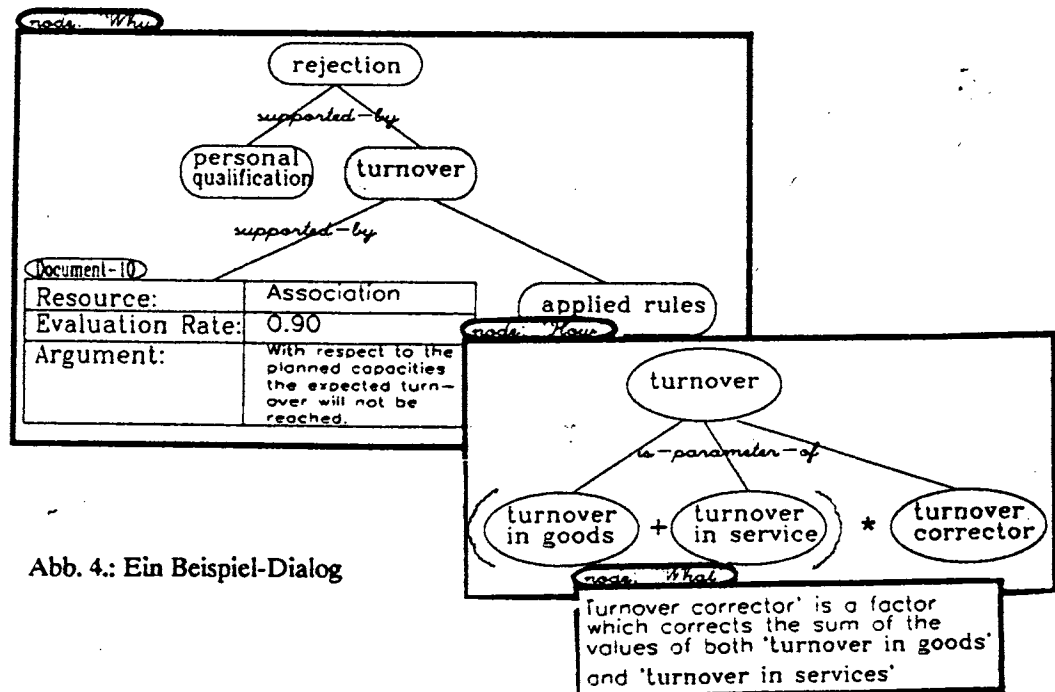 node: Why
rejection
supported-by
personal
qualification
turnover
supported-by
Document-10
Resource: Association
Evaluation Rate: 0.90
Argument: With respect to the
planned capacities
the expected turn-
over will not be
reached.
applied rules
node: How
turnover
is-parameter-of
( turnover
in goods + turnover
in service ) * turnover
corrector
node: What
Turnover corrector' is a factor
which corrects the sum of the
values of both 'turnover in goods'
and 'turnover in services'
Abb. 4.: Ein Beispiel-Dialog